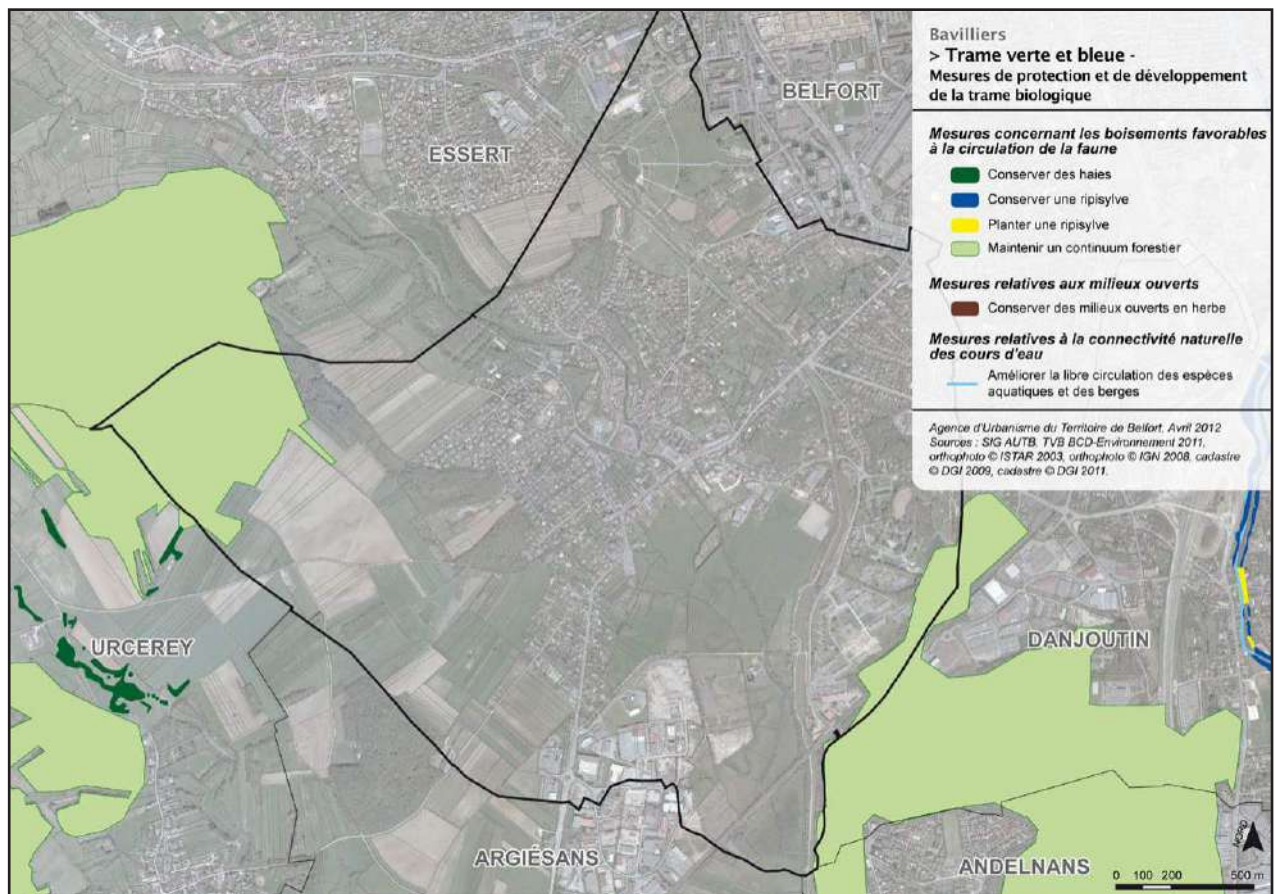 Bavilliers
> Trame verte et bleue -
Mesures de protection et de développement
de la trame biologique
Mesures concernant les boisements favorables
à la circulation de la faune
Conserver des haies
Conserver une ripisylve
Planter une ripisylve
Maintenir un continuum forestier
Mesures relatives aux milieux ouverts
Conserver des milieux ouverts en herbe
Mesures relatives à la connectivité naturelle
des cours d'eau
Améliorer la libre circulation des espèces
aquatiques et des berges
Agence d'Urbanisme du Territoire de Belfort, Avril 2012
Sources : SIG AUTB, TVB BCD-Environnement 2011,
orthophoto © ISTAR 2003, orthophoto © IGN 2008, cadastre
© DGI 2009, cadastre © DGI 2011.
BELFORT
ESSERT
URCEREY
DANJOUTIN
ARGIÉSANS
ANDELNANS
0 100 200 500 m